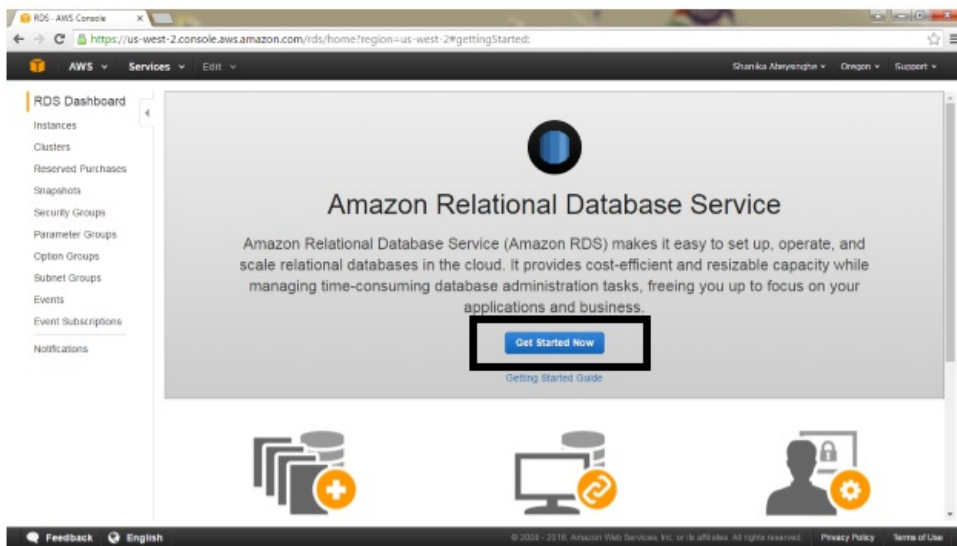 RDS - AWS Console
https://us-west-2.console.aws.amazon.com/rds/home?region=us-west-2#gettingStarted:
AWS Services Edit Shanika Abeysinghe Oregon Support
RDS Dashboard
Instances
Clusters
Reserved Purchases
Snapshots
Security Groups
Parameter Groups
Option Groups
Subnet Groups
Events
Event Subscriptions
Notifications
Amazon Relational Database Service
Amazon Relational Database Service (Amazon RDS) makes it easy to set up, operate, and
scale relational databases in the cloud. It provides cost-efficient and resizable capacity while
managing time-consuming database administration tasks, freeing you up to focus on your
applications and business.
Get Started Now
Getting Started Guide
Feedback English © 2008 - 2016, Amazon Web Services, Inc. or its affiliates. All rights reserved. Privacy Policy Terms of Use